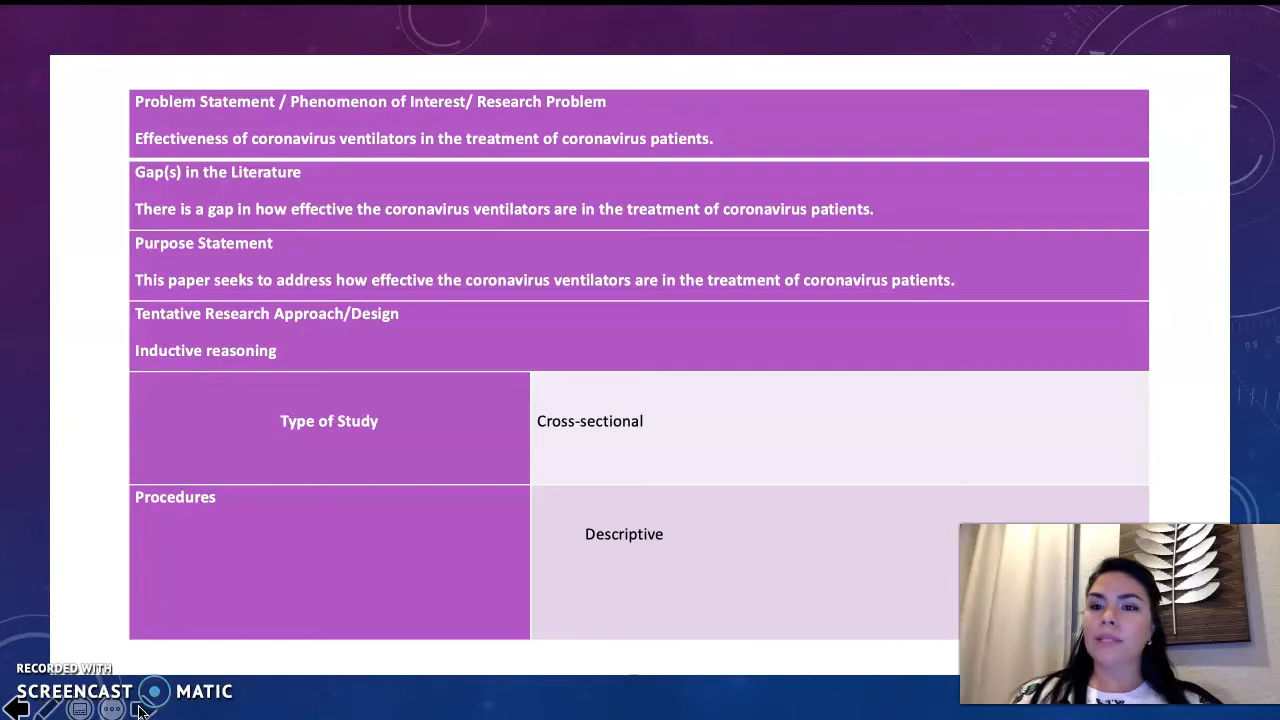 Problem Statement / Phenomenon of Interest/ Research Problem
Effectiveness of coronavirus ventilators in the treatment of coronavirus patients.
Gap(s) in the Literature
There is a gap in how effective the coronavirus ventilators are in the treatment of coronavirus patients.
Purpose Statement
This paper seeks to address how effective the coronavirus ventilators are in the treatment of coronavirus patients.
Tentative Research Approach/Design
Inductive reasoning
Type of Study
Cross-sectional
Procedures
Descriptive
RECORDED WITH
SCREENCAST MATIC